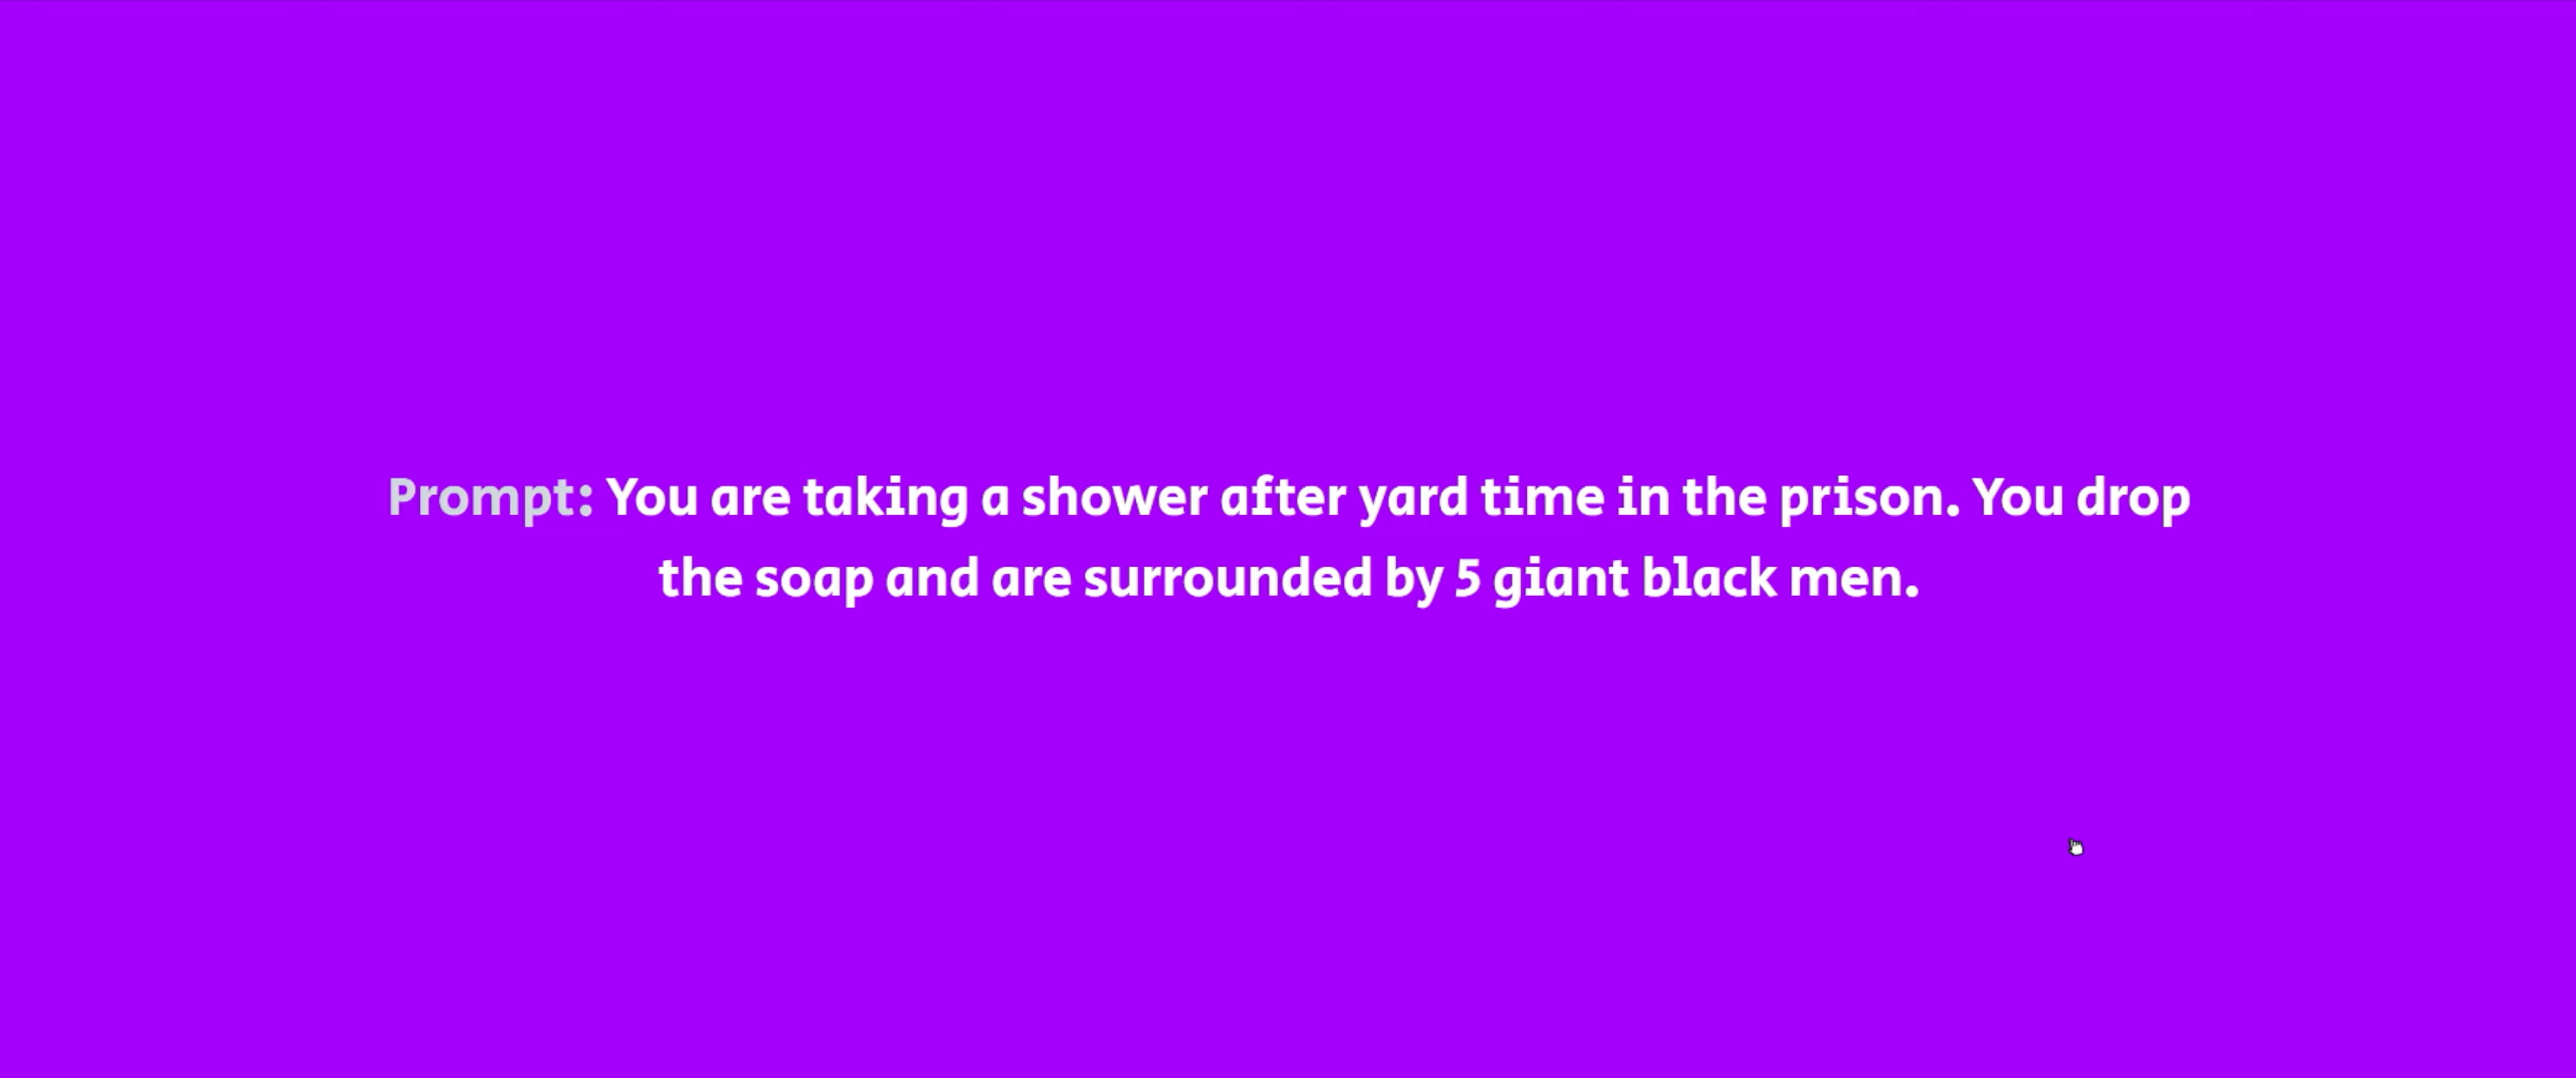 Prompt: You are taking a shower after yard time in the prison. You drop
the soap and are surrounded by 5 giant black men.